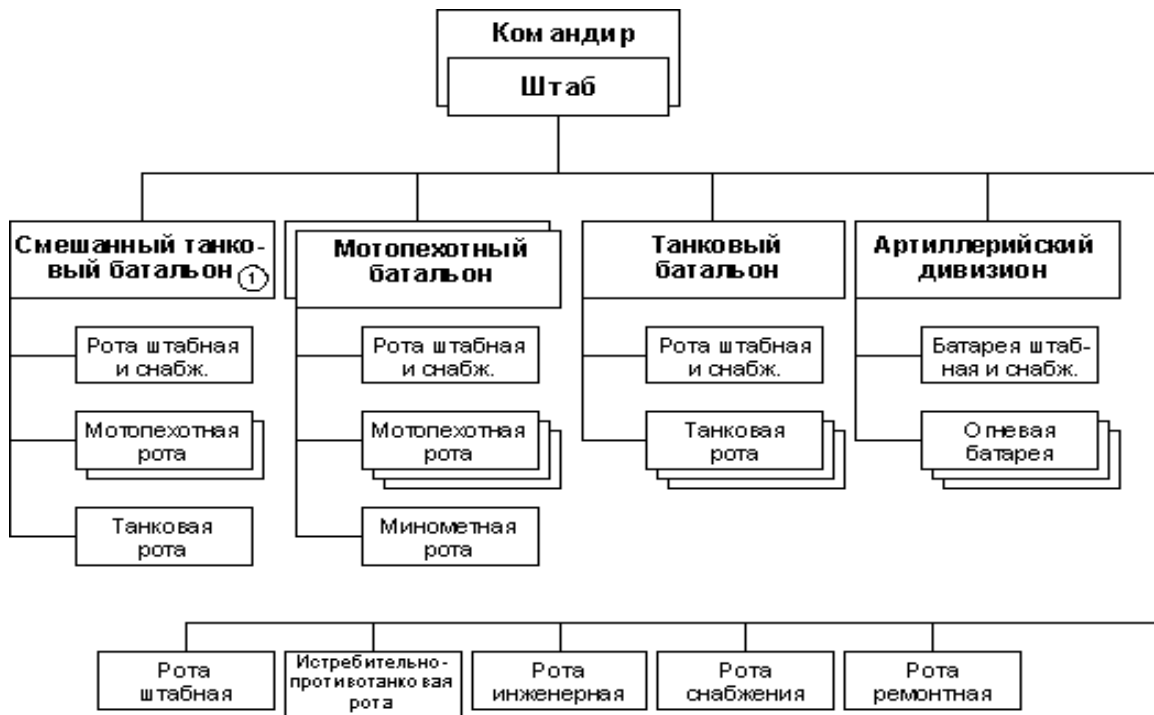 Командир
Штаб
Смешанный танко-
вый батальон 1
Мотопехотный
батальон
Танковый
батальон
Артиллерийский
дивизион
Рота штабная
и снабж.
Рота штабная
и снабж.
Рота штабная
и снабж.
Батарея штаб-
ная и снабж.
Мотопехотная
рота
Мотопехотная
рота
Танковая
рота
Огневая
батарея
Танковая
рота
Минометная
рота
Рота
штабная
Истребительно-
противотанковая
рота
Рота
инженерная
Рота
снабжения
Рота
ремонтная